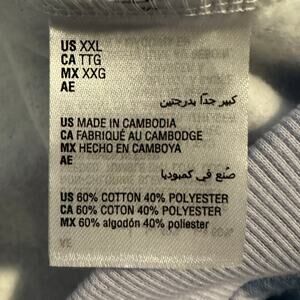 US XXL
CA TTG
MX XXG
AE
كبير جدًا بدرجتين
US MADE IN CAMBODIA
CA FABRIQUÉ AU CAMBODGE
MX HECHO EN CAMBOYA
AE
صُنع في كمبوديا
US 60% COTTON 40% POLYESTER
CA 60% COTON 40% POLYESTER
MX 60% algodón 40% poliester